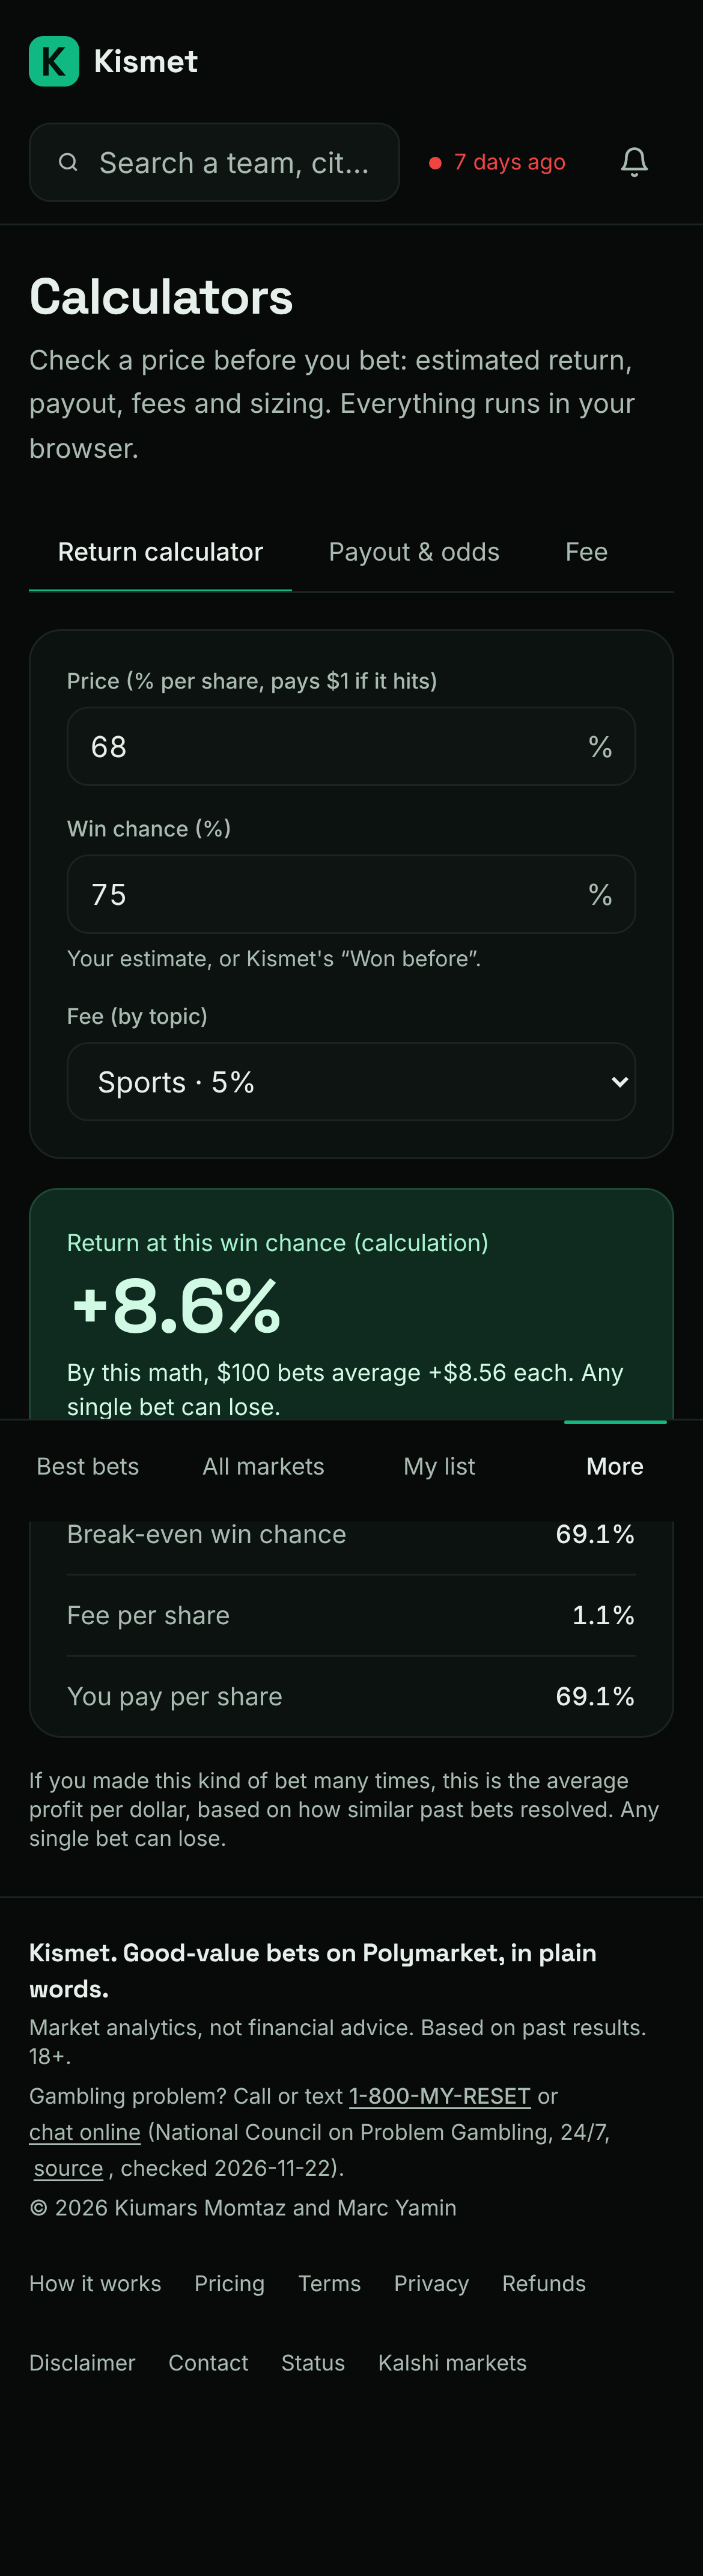 K Kismet
Search a team, cit...
7 days ago
Calculators
Check a price before you bet: estimated return,
payout, fees and sizing. Everything runs in your
browser.
Return calculator Payout & odds Fee
Price (% per share, pays $1 if it hits)
68 %
Win chance (%)
75 %
Your estimate, or Kismet's “Won before”.
Fee (by topic)
Sports · 5%
Return at this win chance (calculation)
+8.6%
By this math, $100 bets average +$8.56 each. Any
single bet can lose.
Best bets All markets My list More
Break-even win chance 69.1%
Fee per share 1.1%
You pay per share 69.1%
If you made this kind of bet many times, this is the average
profit per dollar, based on how similar past bets resolved. Any
single bet can lose.
Kismet. Good-value bets on Polymarket, in plain
words.
Market analytics, not financial advice. Based on past results.
18+.
Gambling problem? Call or text 1-800-MY-RESET or
chat online (National Council on Problem Gambling, 24/7,
source , checked 2026-11-22).
© 2026 Kiumars Momtaz and Marc Yamin
How it works Pricing Terms Privacy Refunds
Disclaimer Contact Status Kalshi markets